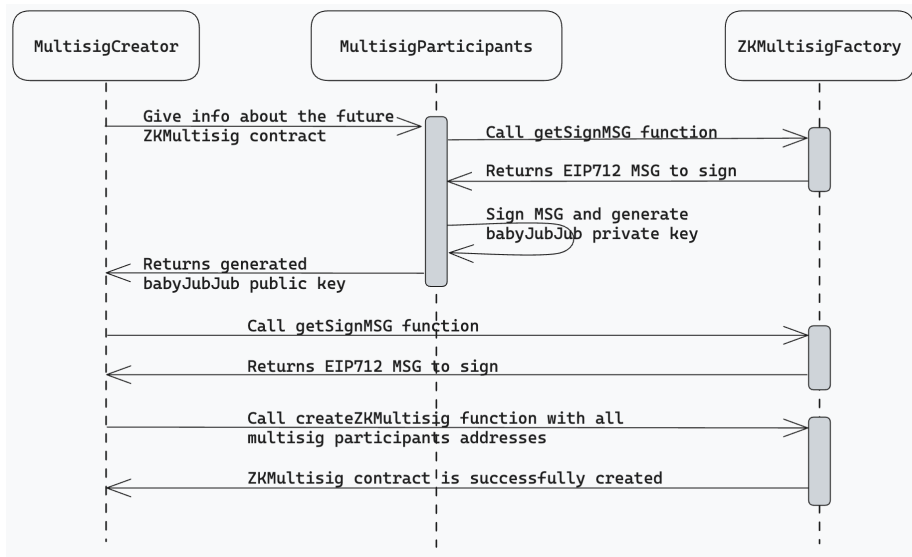 MultisigCreator
MultisigParticipants
ZKMultisigFactory
Give info about the future
ZKMultisig contract
Call getSignMSG function
Returns EIP712 MSG to sign
Sign MSG and generate
babyJubJub private key
Returns generated
babyJubJub public key
Call getSignMSG function
Returns EIP712 MSG to sign
Call createZKMultisig function with all
multisig participants addresses
ZKMultisig contract is successfully created